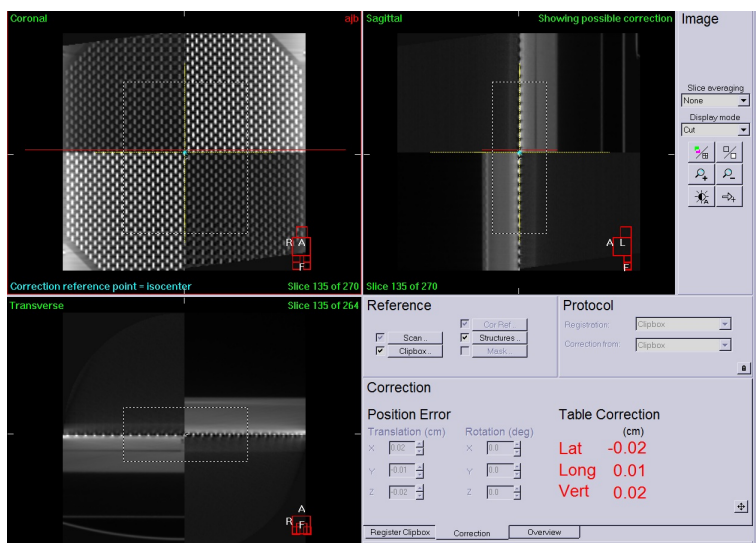 Coronal
ajb
R A
F
Correction reference point = isocenter
Slice 135 of 270
Sagittal
Showing possible correction
A L
F
Slice 135 of 270
Image
Slice averaging
None
Display mode
Cut
Transverse
Slice 135 of 264
A
R F
Reference
Cor Ref...
Scan...
Structures...
Clipbox...
Mask...
Protocol
Registration:
Clipbox
Correction from:
Clipbox
Correction
Position Error
Translation (cm)
Rotation (deg)
X 0.02
X 0.0
Y -0.01
Y 0.0
Z -0.02
Z 0.0
Table Correction
(cm)
Lat -0.02
Long 0.01
Vert 0.02
Register Clipbox
Correction
Overview